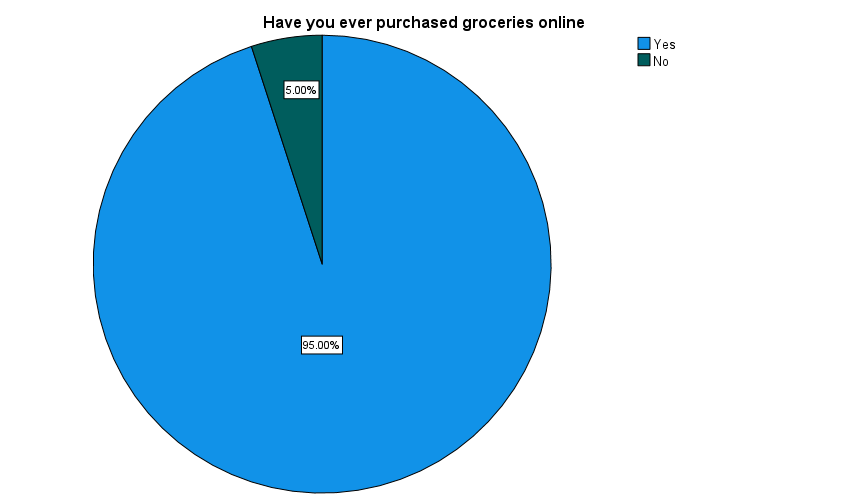 Have you ever purchased groceries online
Yes
No
5.00%
95.00%